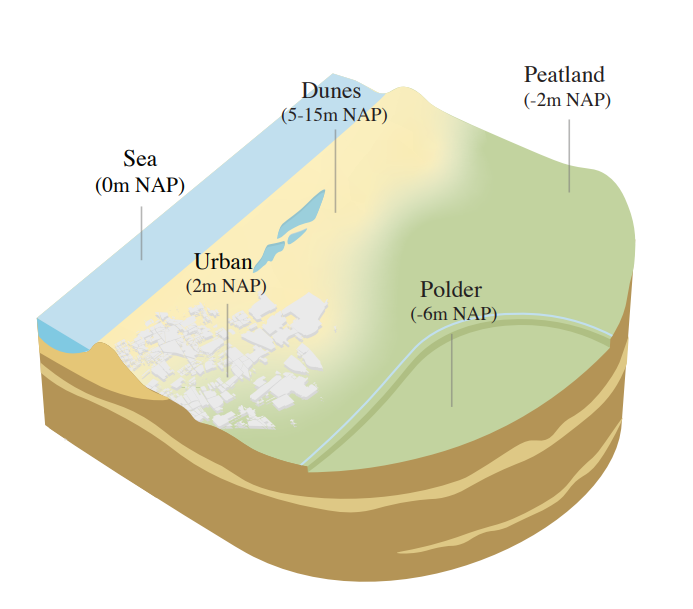 Peatland
(-2m NAP)
Dunes
(5-15m NAP)
Sea
(0m NAP)
Urban
(2m NAP)
Polder
(-6m NAP)